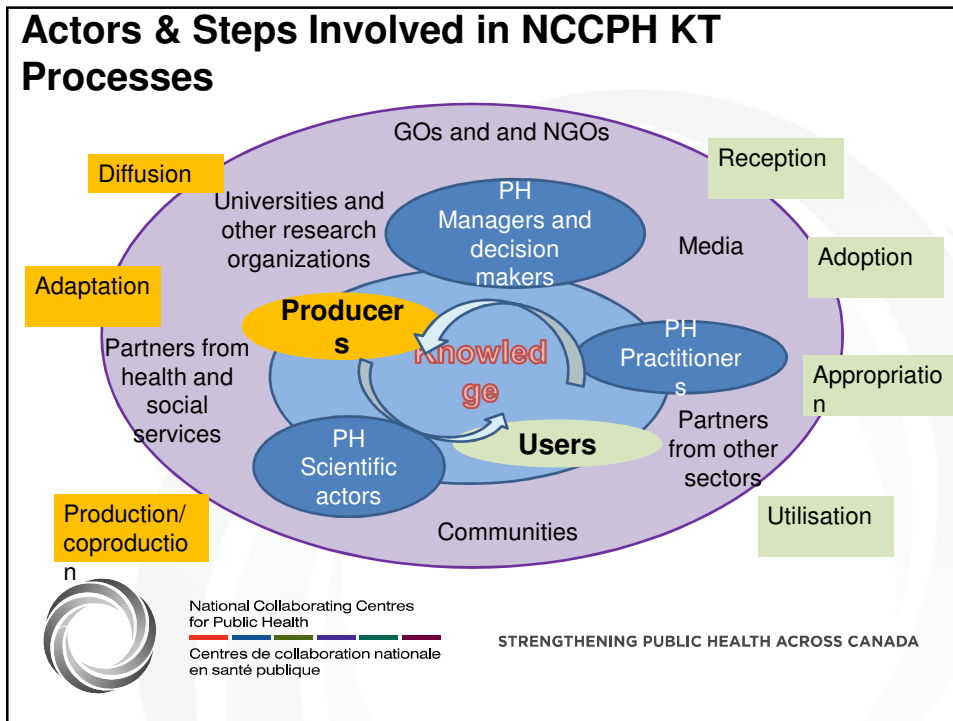 Actors & Steps Involved in NCCPH KT
Processes
GOs and and NGOs
Diffusion
Reception
Universities and
other research
organizations
PH
Managers and
decision
makers
Media
Adaptation
Adoption
Producer
s
Knowled
ge
PH
Practitioner
s
Partners from
health and
social
services
Appropriatio
n
PH
Scientific
actors
Users
Partners
from other
sectors
Production/
coproductio
n
Communities
Utilisation
National Collaborating Centres
for Public Health
Centres de collaboration nationale
en santé publique
STRENGTHENING PUBLIC HEALTH ACROSS CANADA